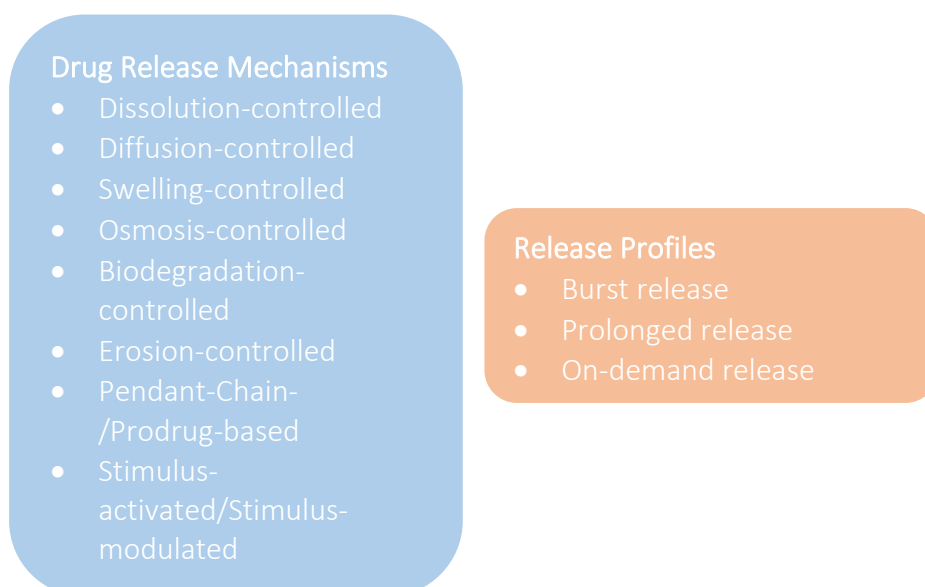 Drug Release Mechanisms
• Dissolution-controlled
• Diffusion-controlled
• Swelling-controlled
• Osmosis-controlled
• Biodegradation-
controlled
• Erosion-controlled
• Pendant-Chain-
/Prodrug-based
• Stimulus-
activated/Stimulus-
modulated
Release Profiles
• Burst release
• Prolonged release
• On-demand release